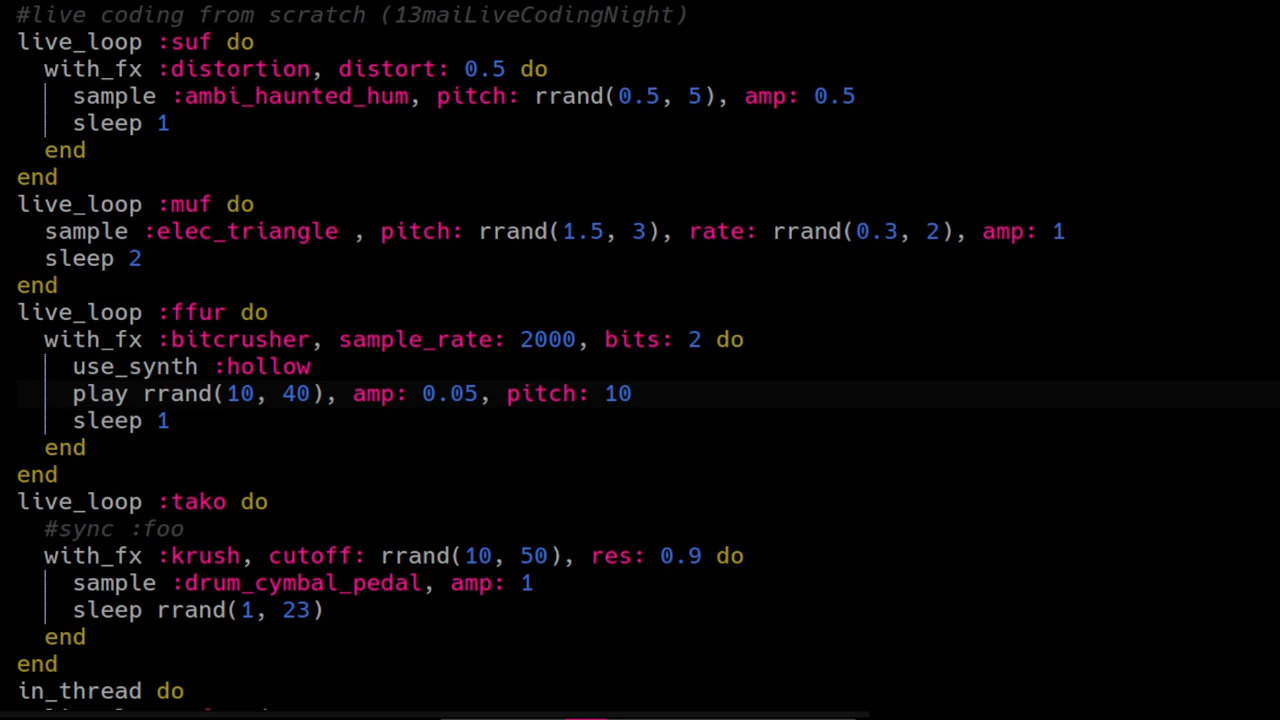 #live coding from scratch (13maiLiveCodingNight)
live_loop :suf do
  with_fx :distortion, distort: 0.5 do
    sample :ambi_haunted_hum, pitch: rrand(0.5, 5), amp: 0.5
    sleep 1
  end
end
live_loop :muf do
  sample :elec_triangle , pitch: rrand(1.5, 3), rate: rrand(0.3, 2), amp: 1
  sleep 2
end
live_loop :ffur do
  with_fx :bitcrusher, sample_rate: 2000, bits: 2 do
    use_synth :hollow
    play rrand(10, 40), amp: 0.05, pitch: 10
    sleep 1
  end
end
live_loop :tako do
  #sync :foo
  with_fx :krush, cutoff: rrand(10, 50), res: 0.9 do
    sample :drum_cymbal_pedal, amp: 1
    sleep rrand(1, 23)
  end
end
in_thread do